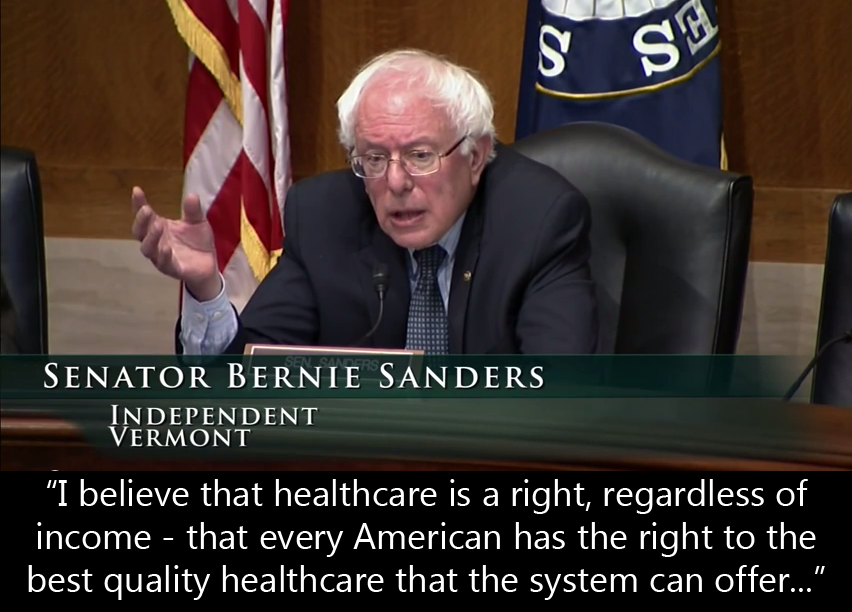 S SE
SEN. SANDERS
SENATOR BERNIE SANDERS
INDEPENDENT
VERMONT
“I believe that healthcare is a right, regardless of
income - that every American has the right to the
best quality healthcare that the system can offer...”